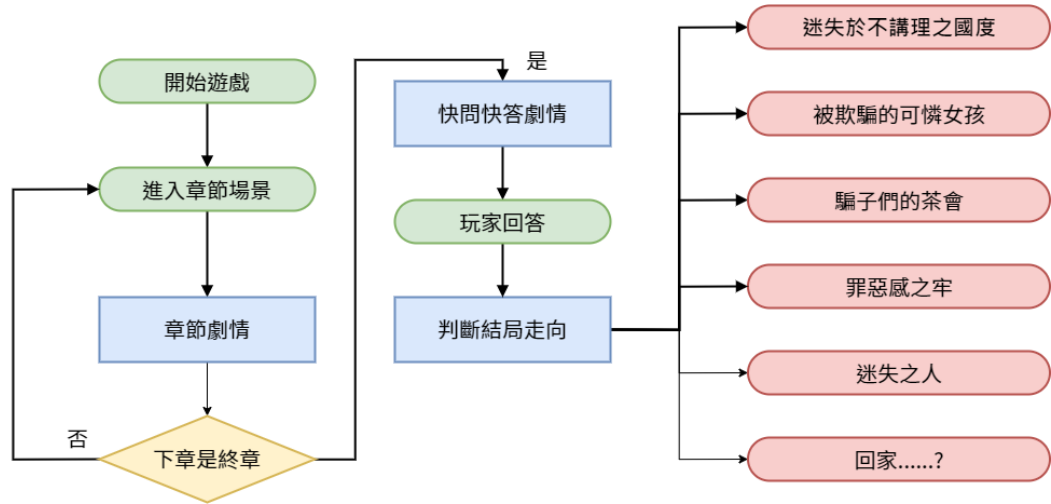 開始遊戲
進入章節場景
章節劇情
下章是終章
否
是
快問快答劇情
玩家回答
判斷結局走向
迷失於不講理之國度
被欺騙的可憐女孩
騙子們的茶會
罪惡感之牢
迷失之人
回家......?